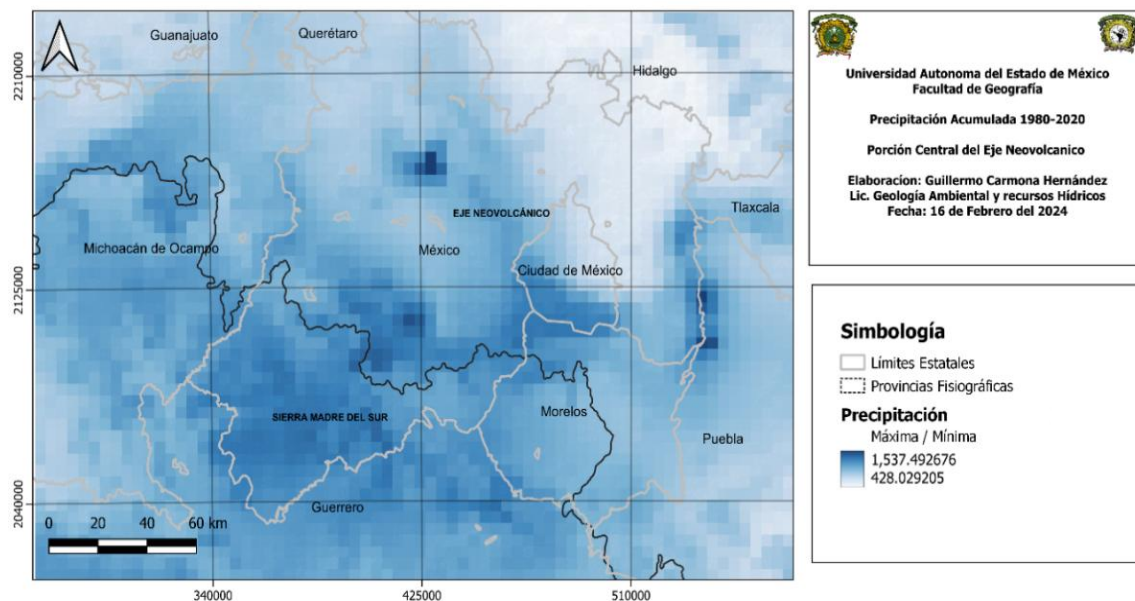 Guanajuato
Querétaro
Hidalgo
Tlaxcala
EJE NEOVOLCÁNICO
Michoacán de Ocampo
México
Ciudad de México
SIERRA MADRE DEL SUR
Morelos
Puebla
Guerrero
2210000
2125000
2040000
0 20 40 60 km
340000
425000
510000
Universidad Autonoma del Estado de México
Facultad de Geografía
Precipitación Acumulada 1980-2020
Porción Central del Eje Neovolcanico
Elaboracíon: Guillermo Carmona Hernández
Lic. Geología Ambiental y recursos Hídricos
Fecha: 16 de Febrero del 2024
Simbología
Límites Estatales
Provincias Fisiográficas
Precipitación
Máxima / Mínima
1,537.492676
428.029205